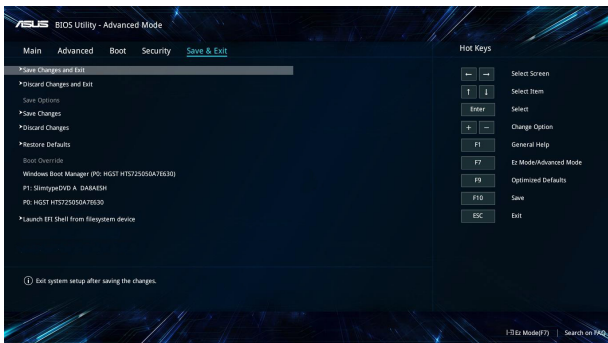 ASUS BIOS Utility - Advanced Mode
Main Advanced Boot Security Save & Exit
Hot Keys
Save Changes and Exit
Discard Changes and Exit
Save Options
Save Changes
Discard Changes
Restore Defaults
Boot Override
Windows Boot Manager (P0: HGST HTS725050A7E630)
P1: SlimtypeDVD A DA8AESH
P0: HGST HTS725050A7E630
Launch EFI Shell from filesystem device
← → Select Screen
↑ ↓ Select Item
Enter Select
+ − Change Option
F1 General Help
F7 Ez Mode/Advanced Mode
F9 Optimized Defaults
F10 Save
ESC Exit
Exit system setup after saving the changes.
Ez Mode(F7) | Search on FAQ